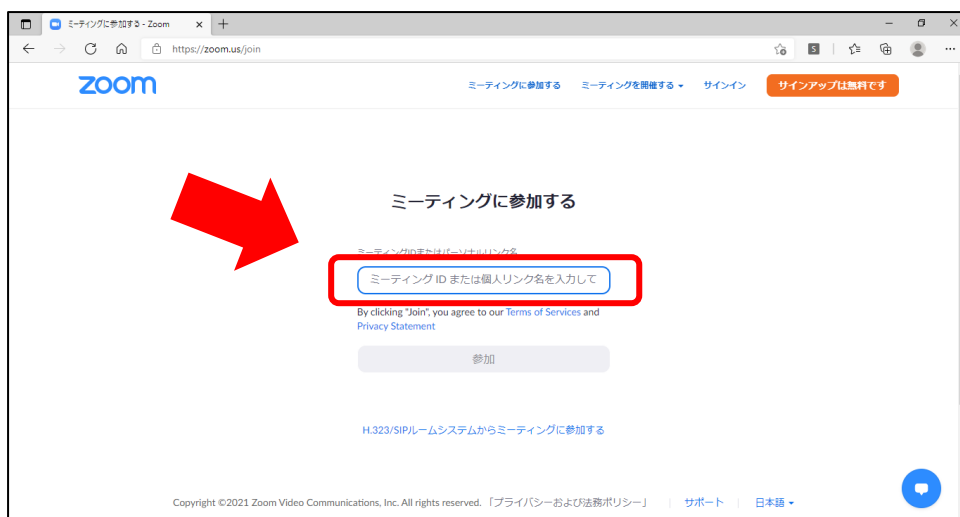 ミーティングに参加する - Zoom
https://zoom.us/join
S
zoom
ミーティングに参加する ミーティングを開催する サインイン サインアップは無料です
ミーティングに参加する
ミーティングIDまたはパーソナルリンク名
ミーティング ID または個人リンク名を入力して
By clicking "Join", you agree to our Terms of Services and
Privacy Statement
参加
H.323/SIPルームシステムからミーティングに参加する
Copyright ©2021 Zoom Video Communications, Inc. All rights reserved. 「プライバシーおよび法務ポリシー」 | サポート | 日本語